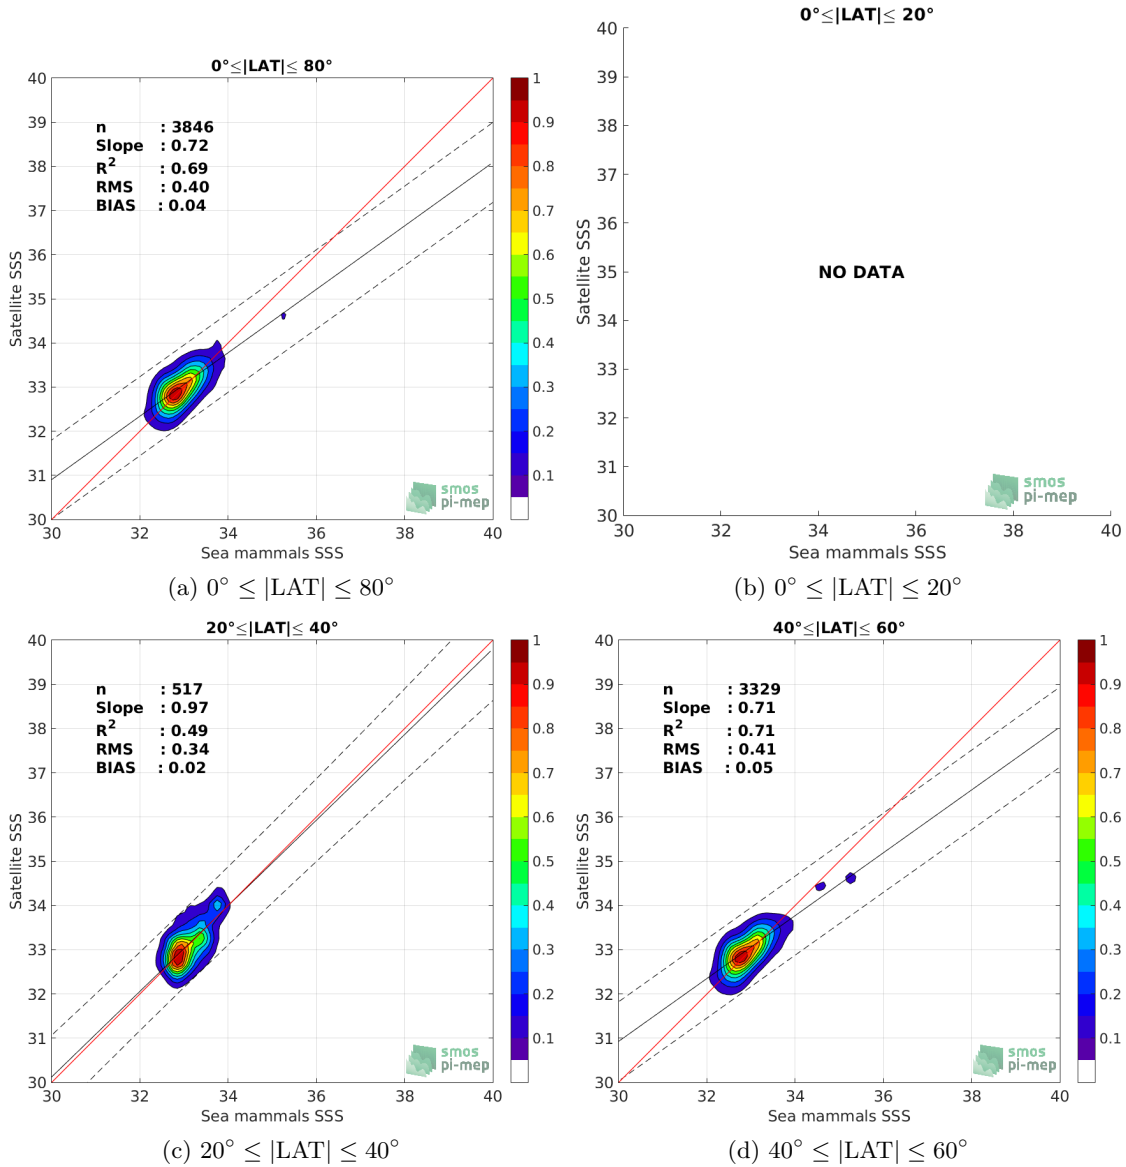 0°≤|LAT|≤ 80°
40
39
38
37
36
35
34
33
32
31
30
n : 3846
Slope : 0.72
R² : 0.69
RMS : 0.40
BIAS : 0.04
Satellite SSS
30 32 34 36 38 40
Sea mammals SSS
smos
pi-mep
1
0.9
0.8
0.7
0.6
0.5
0.4
0.3
0.2
0.1
(a) 0° ≤ |LAT| ≤ 80°
0°≤|LAT|≤ 20°
40
39
38
37
36
35
34
33
32
31
30
NO DATA
Satellite SSS
30 32 34 36 38 40
Sea mammals SSS
smos
pi-mep
(b) 0° ≤ |LAT| ≤ 20°
20°≤|LAT|≤ 40°
40
39
38
37
36
35
34
33
32
31
30
n : 517
Slope : 0.97
R² : 0.49
RMS : 0.34
BIAS : 0.02
Satellite SSS
30 32 34 36 38 40
Sea mammals SSS
smos
pi-mep
1
0.9
0.8
0.7
0.6
0.5
0.4
0.3
0.2
0.1
(c) 20° ≤ |LAT| ≤ 40°
40°≤|LAT|≤ 60°
40
39
38
37
36
35
34
33
32
31
30
n : 3329
Slope : 0.71
R² : 0.71
RMS : 0.41
BIAS : 0.05
Satellite SSS
30 32 34 36 38 40
Sea mammals SSS
smos
pi-mep
1
0.9
0.8
0.7
0.6
0.5
0.4
0.3
0.2
0.1
(d) 40° ≤ |LAT| ≤ 60°